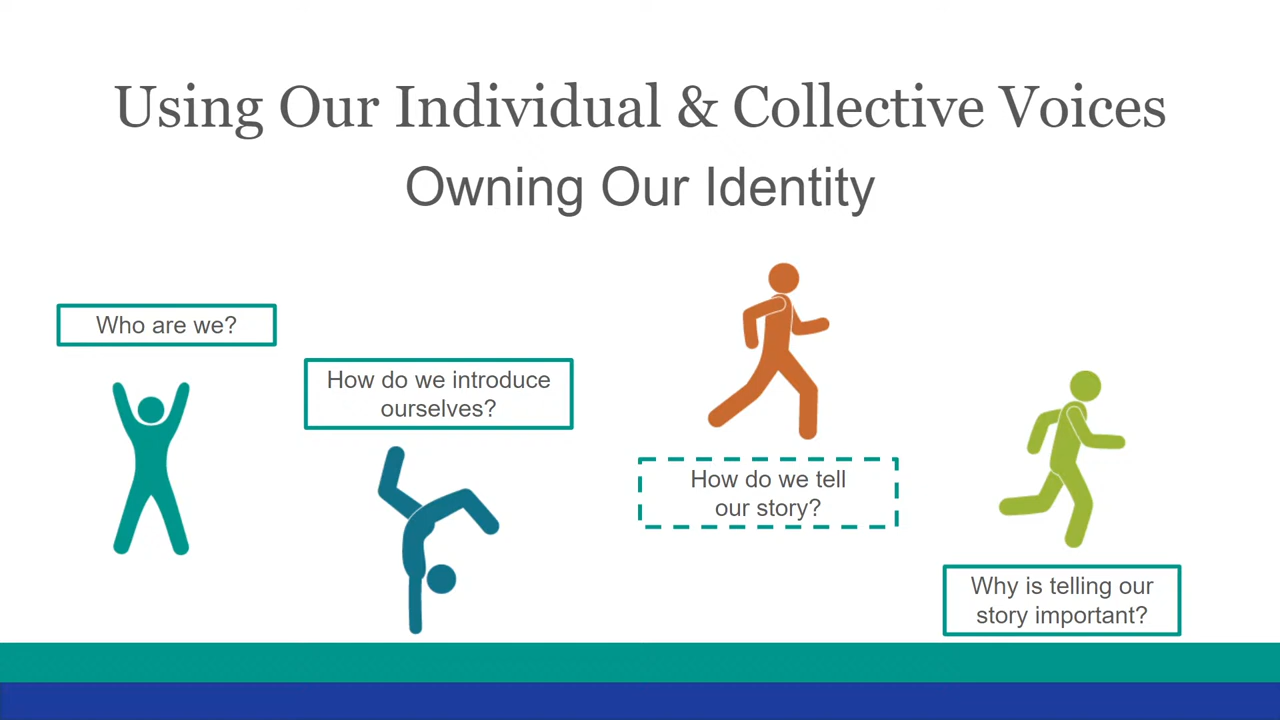 Using Our Individual & Collective Voices
Owning Our Identity
Who are we?
How do we introduce
ourselves?
How do we tell
our story?
Why is telling our
story important?